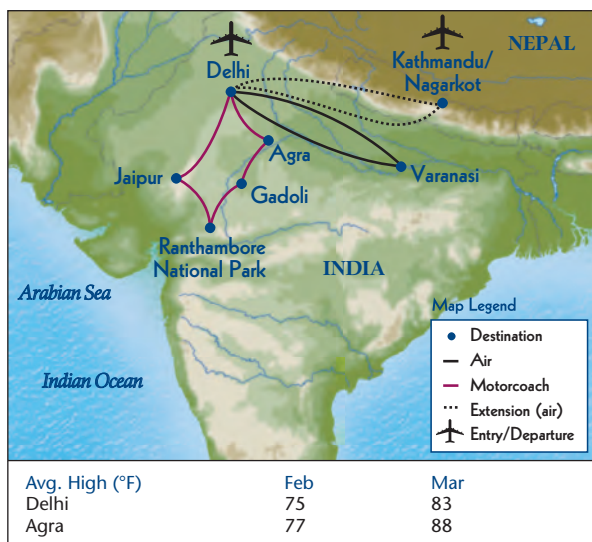 NEPAL
Delhi
Kathmandu/
Nagarkot
Agra
Varanasi
Jaipur
Gadoli
Ranthambore
National Park
INDIA
Arabian Sea
Indian Ocean
Map Legend
Destination
Air
Motorcoach
Extension (air)
Entry/Departure
Avg. High (°F) Feb Mar
Delhi 75 83
Agra 77 88